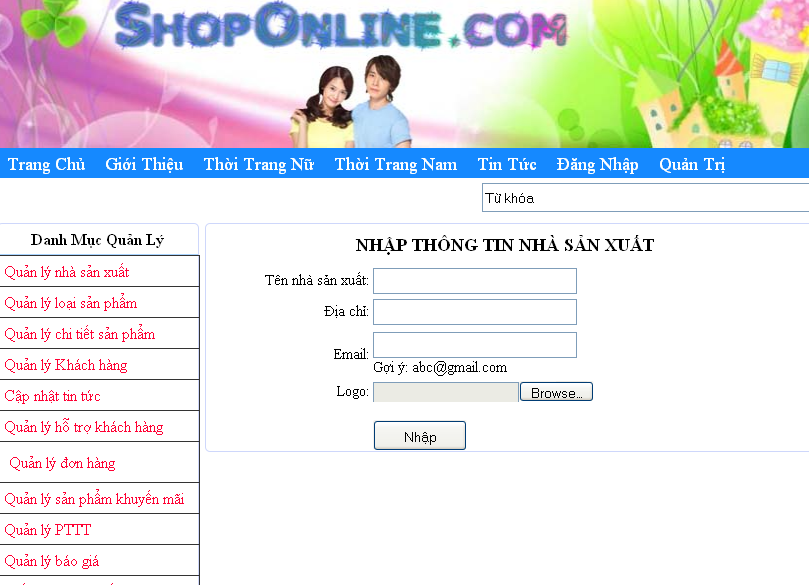 ShopOnline.com
Trang Chủ Giới Thiệu Thời Trang Nữ Thời Trang Nam Tin Tức Đăng Nhập Quản Trị
Từ khóa
Danh Mục Quản Lý
Quản lý nhà sản xuất
Quản lý loại sản phẩm
Quản lý chi tiết sản phẩm
Quản lý Khách hàng
Cập nhật tin tức
Quản lý hỗ trợ khách hàng
Quản lý đơn hàng
Quản lý sản phẩm khuyến mãi
Quản lý PTTT
Quản lý báo giá
NHẬP THÔNG TIN NHÀ SẢN XUẤT
Tên nhà sản xuất:
Địa chỉ:
Email:
Gợi ý: abc@gmail.com
Logo: Browse...
Nhập